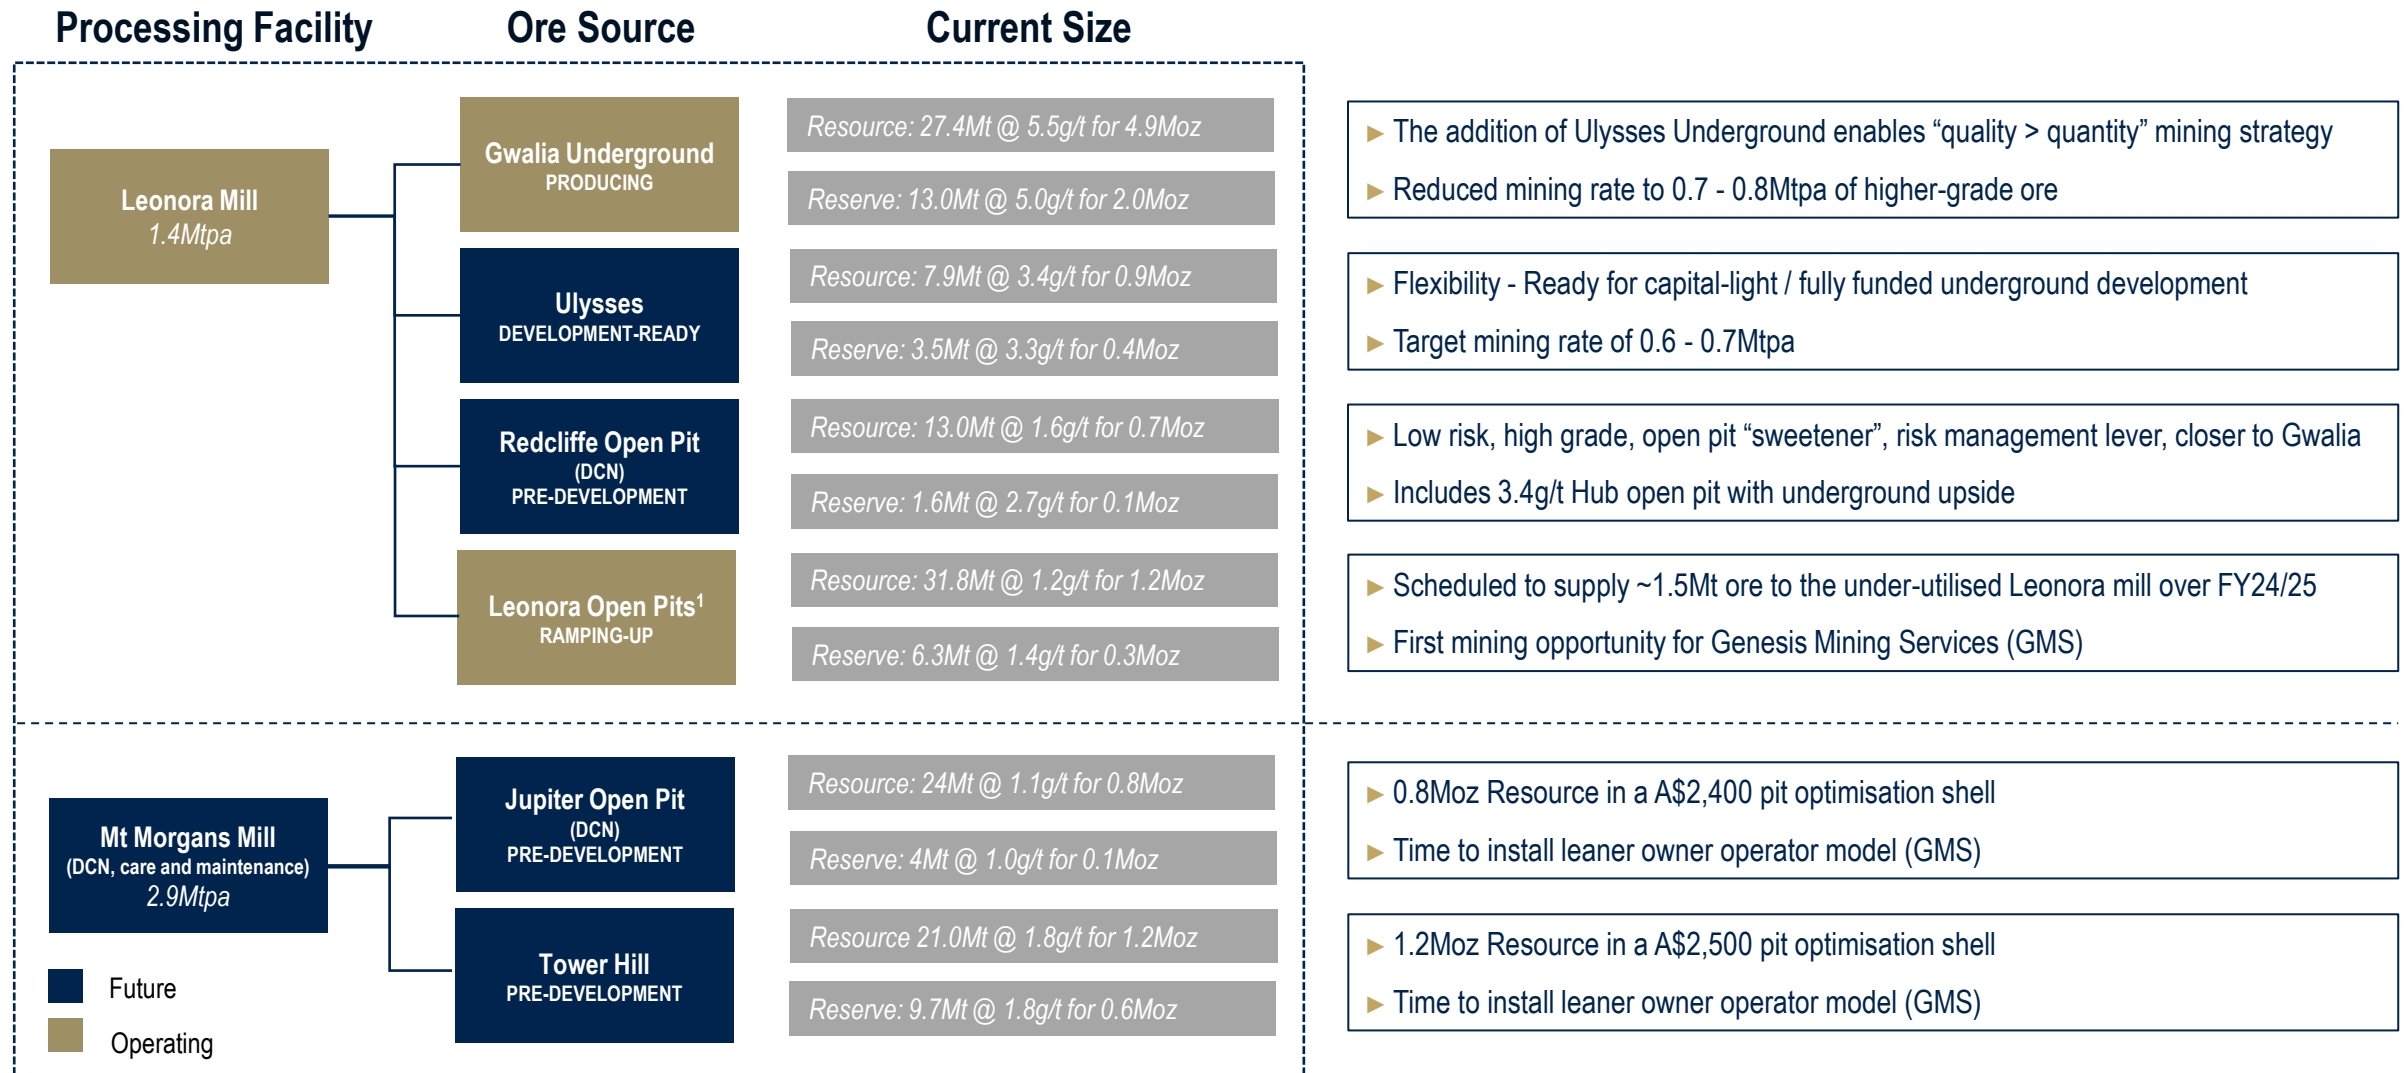 Processing Facility
Ore Source
Current Size
Leonora Mill
1.4Mtpa
Gwalia Underground
PRODUCING
Resource: 27.4Mt @ 5.5g/t for 4.9Moz
Reserve: 13.0Mt @ 5.0g/t for 2.0Moz
► The addition of Ulysses Underground enables “quality > quantity” mining strategy
► Reduced mining rate to 0.7 - 0.8Mtpa of higher-grade ore
Ulysses
DEVELOPMENT-READY
Resource: 7.9Mt @ 3.4g/t for 0.9Moz
Reserve: 3.5Mt @ 3.3g/t for 0.4Moz
► Flexibility - Ready for capital-light / fully funded underground development
► Target mining rate of 0.6 - 0.7Mtpa
Redcliffe Open Pit
(DCN)
PRE-DEVELOPMENT
Resource: 13.0Mt @ 1.6g/t for 0.7Moz
Reserve: 1.6Mt @ 2.7g/t for 0.1Moz
► Low risk, high grade, open pit “sweetener”, risk management lever, closer to Gwalia
► Includes 3.4g/t Hub open pit with underground upside
Leonora Open Pits¹
RAMPING-UP
Resource: 31.8Mt @ 1.2g/t for 1.2Moz
Reserve: 6.3Mt @ 1.4g/t for 0.3Moz
► Scheduled to supply ~1.5Mt ore to the under-utilised Leonora mill over FY24/25
► First mining opportunity for Genesis Mining Services (GMS)
Mt Morgans Mill
(DCN, care and maintenance)
2.9Mtpa
Jupiter Open Pit
(DCN)
PRE-DEVELOPMENT
Resource: 24Mt @ 1.1g/t for 0.8Moz
Reserve: 4Mt @ 1.0g/t for 0.1Moz
► 0.8Moz Resource in a A$2,400 pit optimisation shell
► Time to install leaner owner operator model (GMS)
Tower Hill
PRE-DEVELOPMENT
Resource 21.0Mt @ 1.8g/t for 1.2Moz
Reserve: 9.7Mt @ 1.8g/t for 0.6Moz
► 1.2Moz Resource in a A$2,500 pit optimisation shell
► Time to install leaner owner operator model (GMS)
Future
Operating